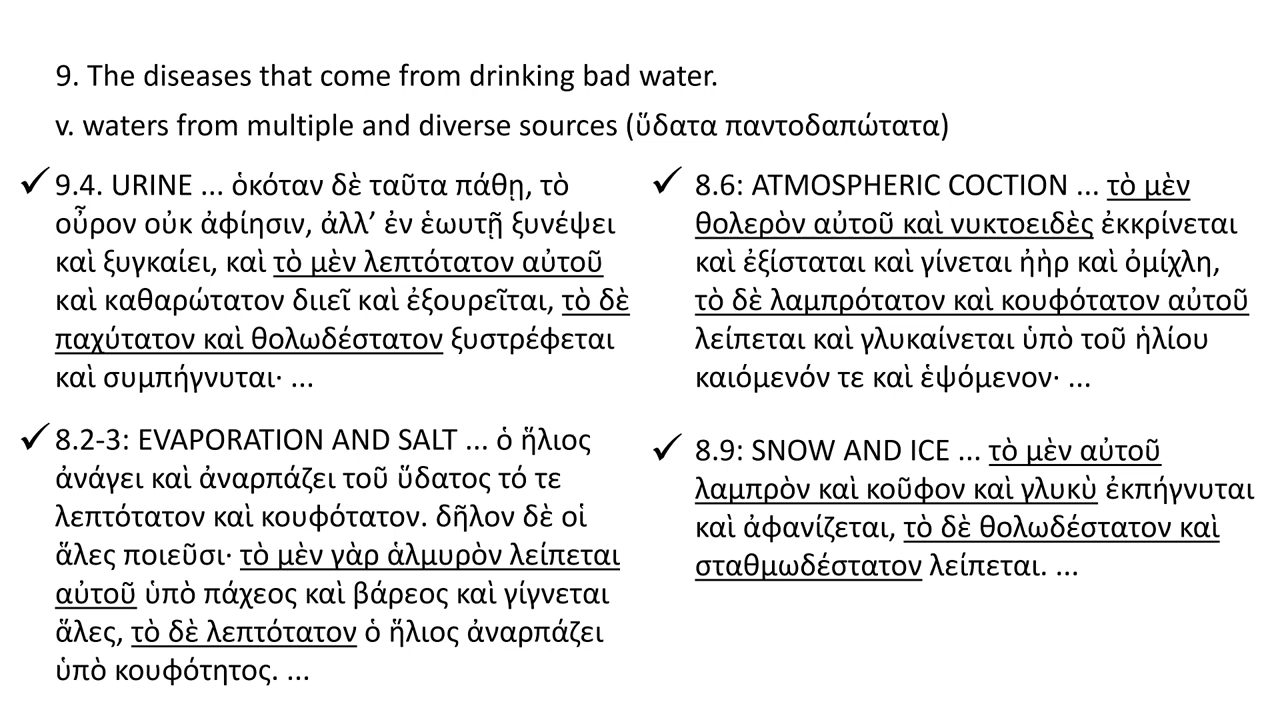 9. The diseases that come from drinking bad water.
v. waters from multiple and diverse sources (ὕδατα παντοδαπώτατα)
✓ 9.4. URINE ... ὁκόταν δὲ ταῦτα πάθῃ, τὸ
οὖρον οὐκ ἀφίησιν, ἀλλ’ ἐν ἑωυτῇ ξυνέψει
καὶ ξυγκαίει, καὶ τὸ μὲν λεπτότατον αὐτοῦ
καὶ καθαρώτατον διιεῖ καὶ ἐξουρεῖται, τὸ δὲ
παχύτατον καὶ θολωδέστατον ξυστρέφεται
καὶ συμπήγνυται· ...
✓ 8.2-3: EVAPORATION AND SALT ... ὁ ἥλιος
ἀνάγει καὶ ἀναρπάζει τοῦ ὕδατος τό τε
λεπτότατον καὶ κουφότατον. δῆλον δὲ οἱ
ἅλες ποιεῦσι· τὸ μὲν γὰρ ἁλμυρὸν λείπεται
αὐτοῦ ὑπὸ πάχεος καὶ βάρεος καὶ γίγνεται
ἅλες, τὸ δὲ λεπτότατον ὁ ἥλιος ἀναρπάζει
ὑπὸ κουφότητος. ...
✓ 8.6: ATMOSPHERIC COCTION ... τὸ μὲν
θολερὸν αὐτοῦ καὶ νυκτοειδὲς ἐκκρίνεται
καὶ ἐξίσταται καὶ γίνεται ἠὴρ καὶ ὀμίχλη,
τὸ δὲ λαμπρότατον καὶ κουφότατον αὐτοῦ
λείπεται καὶ γλυκαίνεται ὑπὸ τοῦ ἡλίου
καιόμενόν τε καὶ ἑψόμενον· ...
✓ 8.9: SNOW AND ICE ... τὸ μὲν αὐτοῦ
λαμπρὸν καὶ κοῦφον καὶ γλυκὺ ἐκπήγνυται
καὶ ἀφανίζεται, τὸ δὲ θολωδέστατον καὶ
σταθμωδέστατον λείπεται. ...